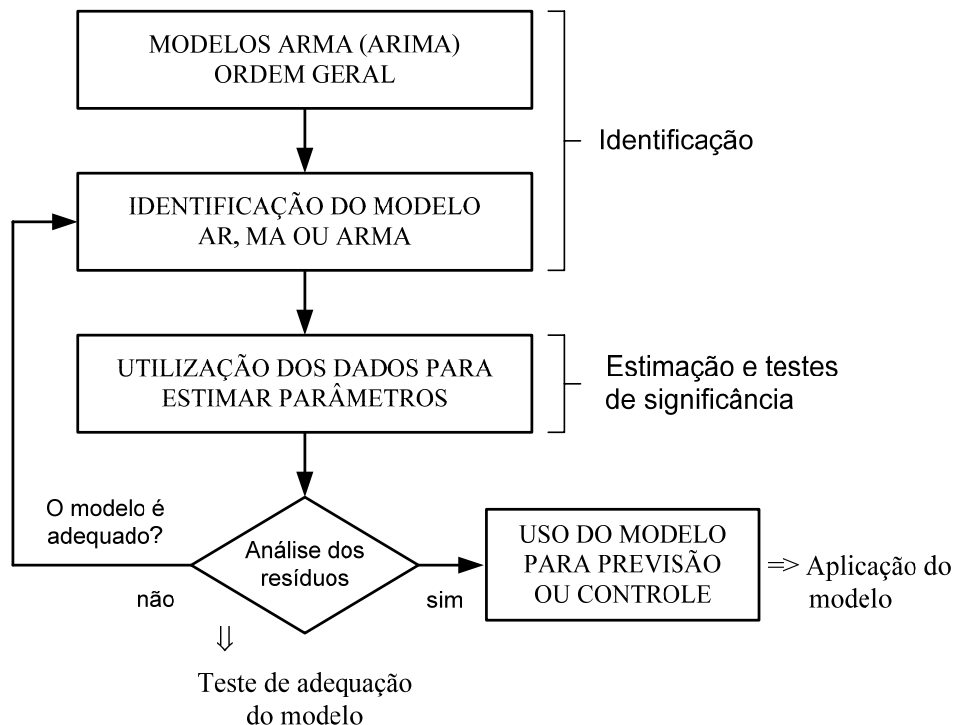 MODELOS ARMA (ARIMA)
ORDEM GERAL
Identificação
IDENTIFICAÇÃO DO MODELO
AR, MA OU ARMA
UTILIZAÇÃO DOS DADOS PARA
ESTIMAR PARÂMETROS
Estimação e testes
de significância
O modelo é
adequado?
Análise dos
resíduos
não
sim
USO DO MODELO
PARA PREVISÃO
OU CONTROLE
=> Aplicação do
modelo
⇓
Teste de adequação
do modelo